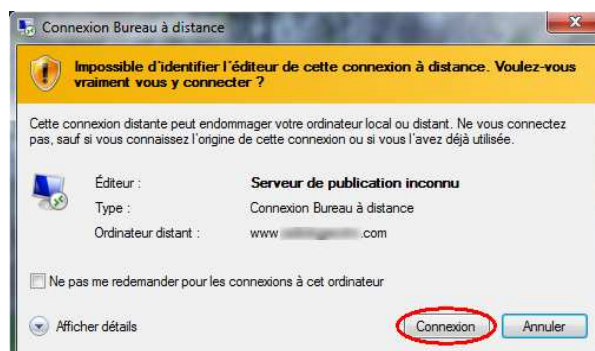 Connexion Bureau à distance
Impossible d'identifier l'éditeur de cette connexion à distance. Voulez-vous
vraiment vous y connecter ?
Cette connexion distante peut endommager votre ordinateur local ou distant. Ne vous connectez
pas, sauf si vous connaissez l'origine de cette connexion ou si vous l'avez déjà utilisée.
Éditeur : Serveur de publication inconnu
Type : Connexion Bureau à distance
Ordinateur distant : www .com
Ne pas me redemander pour les connexions à cet ordinateur
Afficher détails Connexion Annuler